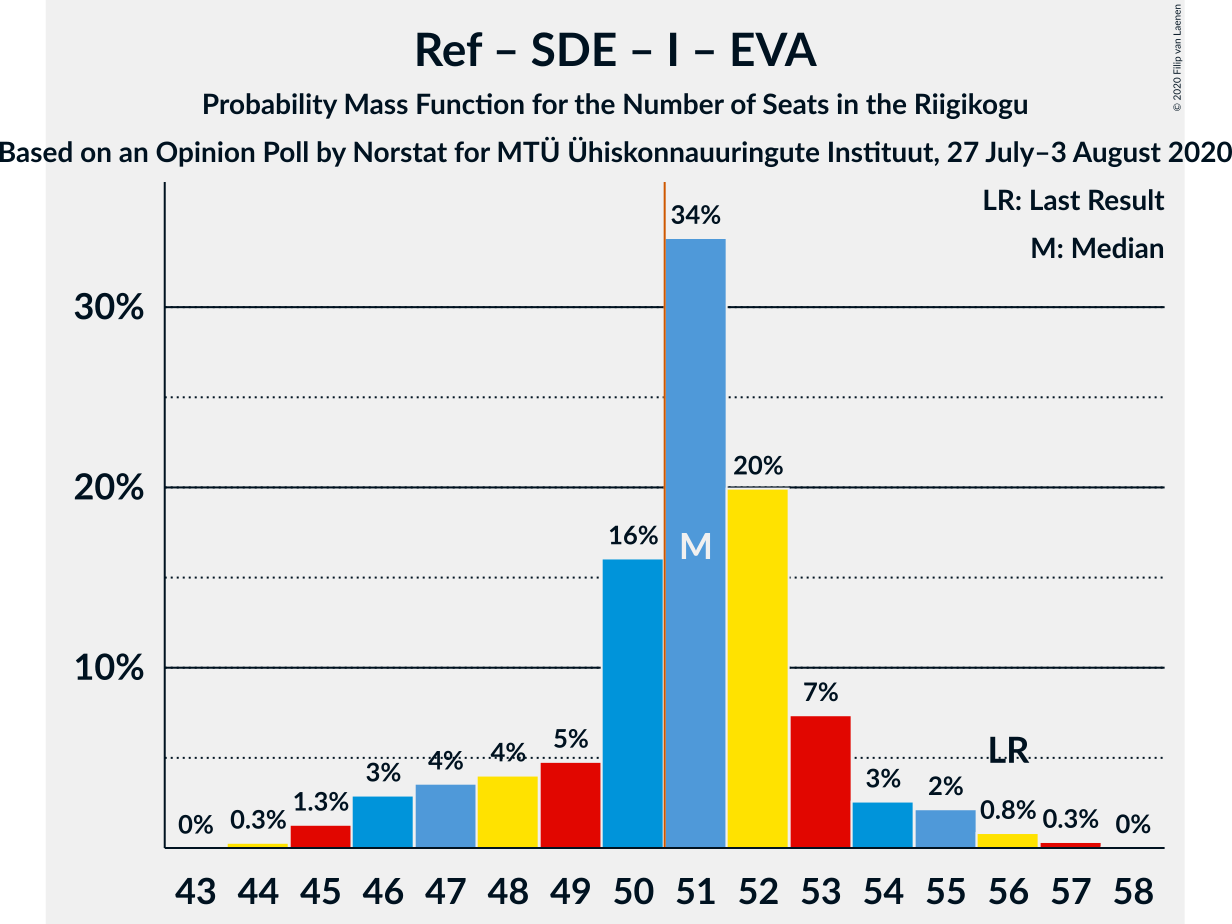 Ref – SDE – I – EVA
Probability Mass Function for the Number of Seats in the Riigikogu
Based on an Opinion Poll by Norstat for MTÜ Ühiskonnauuringute Instituut, 27 July–3 August 2020
© 2020 Filip van Laenen
LR: Last Result
M: Median
30%
20%
10%
0%
0.3%
1.3%
3%
4%
4%
5%
16%
34%
M
20%
7%
3%
2%
LR
0.8%
0.3%
0%
43 44 45 46 47 48 49 50 51 52 53 54 55 56 57 58